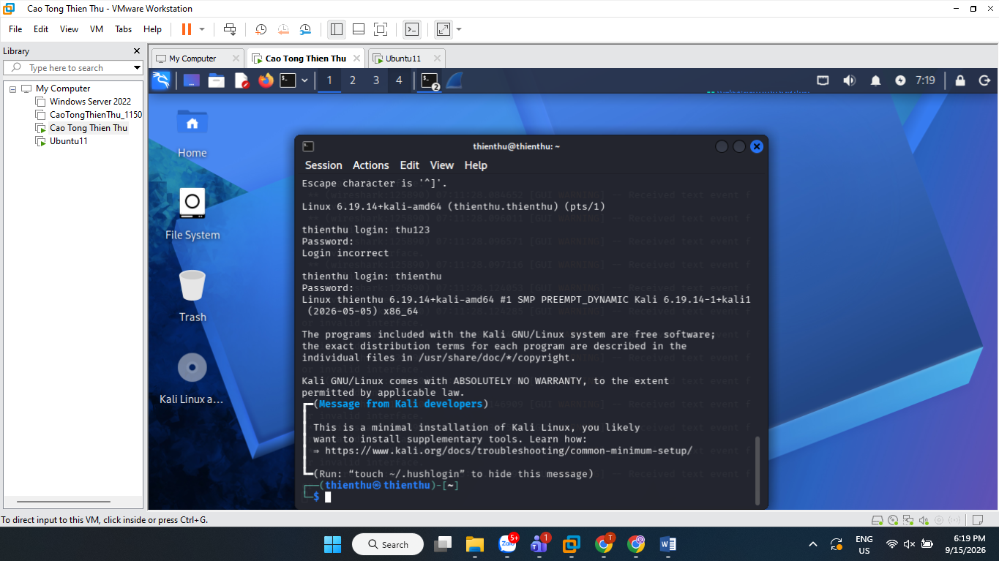 Cao Tong Thien Thu - VMware Workstation
File Edit View VM Tabs Help
Library
Type here to search
My Computer
Windows Server 2022
CaoTongThienThu_1150
Cao Tong Thien Thu
Ubuntu11
My Computer
Cao Tong Thien Thu
Ubuntu11
1 2 3 4
2
7:19
Home
File System
Trash
Kali Linux a...
thienthu@thienthu: ~
Session Actions Edit View Help
Escape character is '^]'.
Linux 6.19.14+kali-amd64 (thienthu.thienthu) (pts/1)
thienthu login: thu123
Password:
Login incorrect
thienthu login: thienthu
Password:
Linux thienthu 6.19.14+kali-amd64 #1 SMP PREEMPT_DYNAMIC Kali 6.19.14-1+kali1
(2026-05-05) x86_64
The programs included with the Kali GNU/Linux system are free software;
the exact distribution terms for each program are described in the
individual files in /usr/share/doc/*/copyright.
Kali GNU/Linux comes with ABSOLUTELY NO WARRANTY, to the extent
permitted by applicable law.
┏━(Message from Kali developers)
┃
┃ This is a minimal installation of Kali Linux, you likely
┃ want to install supplementary tools. Learn how:
┃ ⇒ https://www.kali.org/docs/troubleshooting/common-minimum-setup/
┃
┗━(Run: “touch ~/.hushlogin” to hide this message)
┌──(thienthu㉿thienthu)-[~]
└─$
To direct input to this VM, click inside or press Ctrl+G.
Search
5+
Zalo
1
T
ENG
US
6:19 PM
9/15/2026